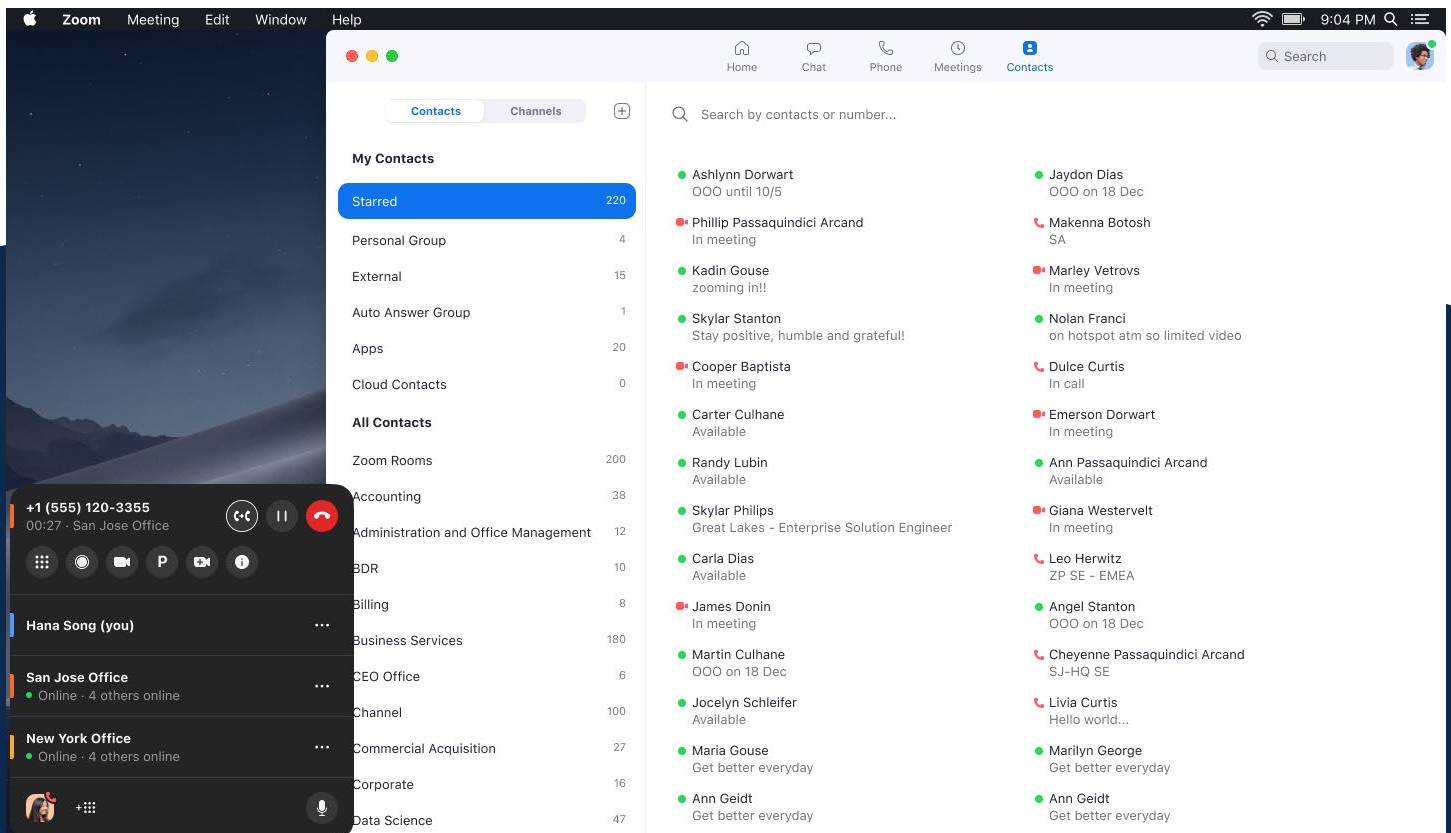 Zoom Meeting Edit Window Help 9:04 PM
Home Chat Phone Meetings Contacts
Search
Contacts Channels
My Contacts
Starred 220
Personal Group 4
External 15
Auto Answer Group 1
Apps 20
Cloud Contacts 0
All Contacts
Zoom Rooms 200
Accounting 38
Administration and Office Management 12
BDR 10
Billing 8
Business Services 180
CEO Office 6
Channel 100
Commercial Acquisition 27
Corporate 16
Data Science 47
Search by contacts or number...
Ashlynn Dorwart
OOO until 10/5
Phillip Passaquindici Arcand
In meeting
Kadin Gouse
zooming in!!
Skylar Stanton
Stay positive, humble and grateful!
Cooper Baptista
In meeting
Carter Culhane
Available
Randy Lubin
Available
Skylar Philips
Great Lakes - Enterprise Solution Engineer
Carla Dias
Available
James Donin
In meeting
Martin Culhane
OOO on 18 Dec
Jocelyn Schleifer
Available
Maria Gouse
Get better everyday
Ann Geidt
Get better everyday
Jaydon Dias
OOO on 18 Dec
Makenna Botosh
SA
Marley Vetrovs
In meeting
Nolan Franci
on hotspot atm so limited video
Dulce Curtis
In call
Emerson Dorwart
In meeting
Ann Passaquindici Arcand
Available
Giana Westervelt
In meeting
Leo Herwitz
ZP SE - EMEA
Angel Stanton
OOO on 18 Dec
Cheyenne Passaquindici Arcand
SJ-HQ SE
Livia Curtis
Hello world...
Marilyn George
Get better everyday
Ann Geidt
Get better everyday
+1 (555) 120-3355
00:27 · San Jose Office
P
Hana Song (you)
San Jose Office
Online · 4 others online
New York Office
Online · 4 others online